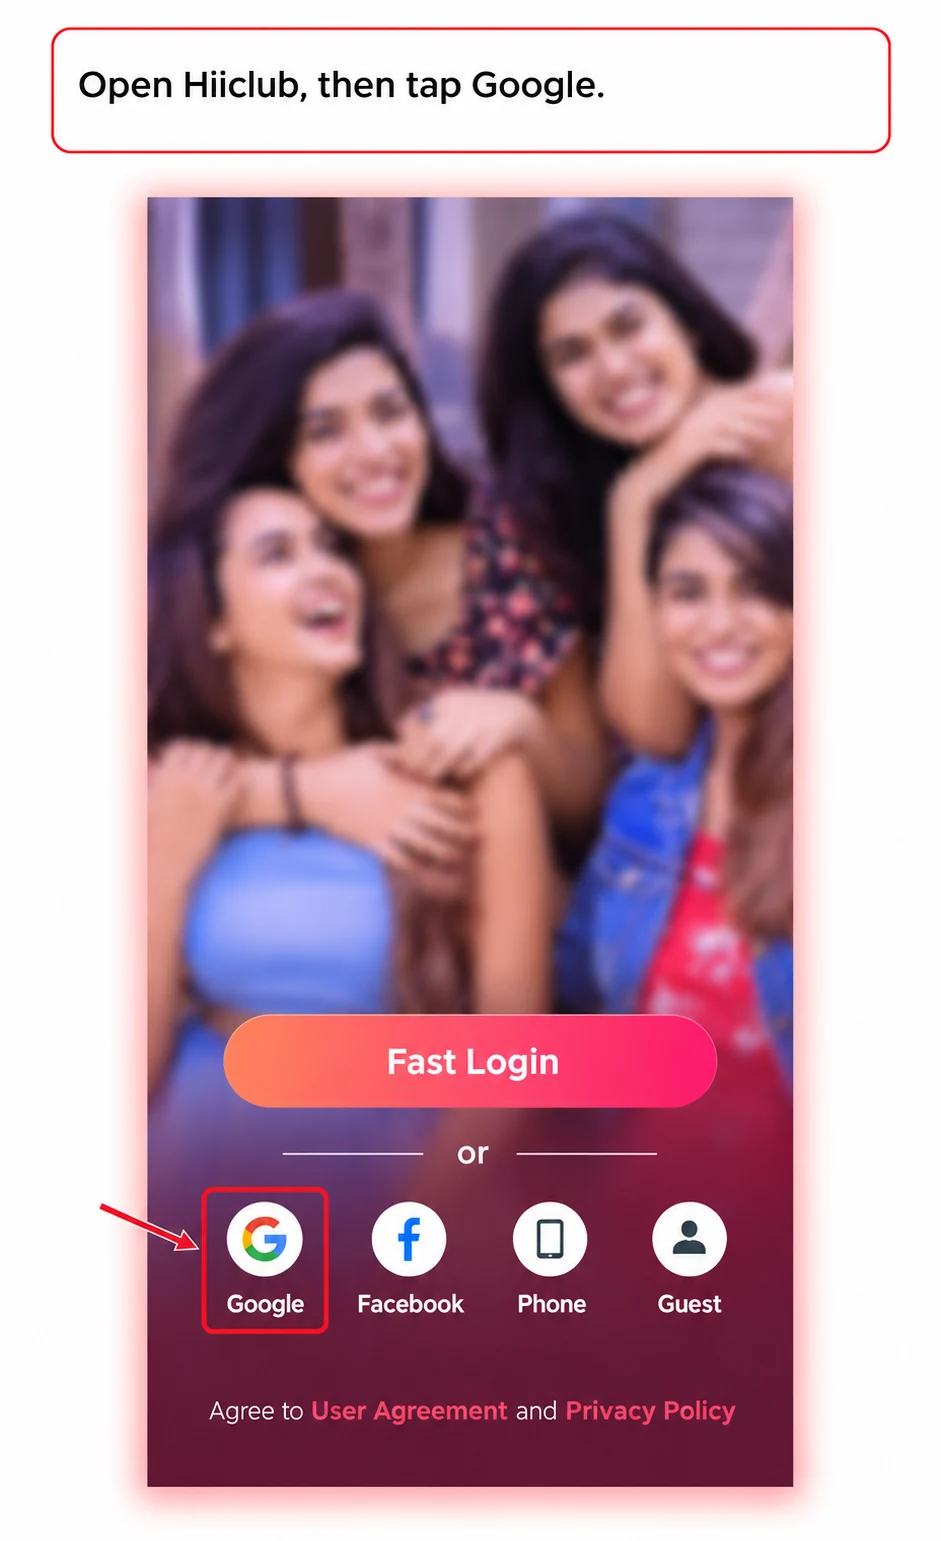 Open Hiiclub, then tap Google.
Fast Login
or
Google Facebook Phone Guest
Agree to User Agreement and Privacy Policy